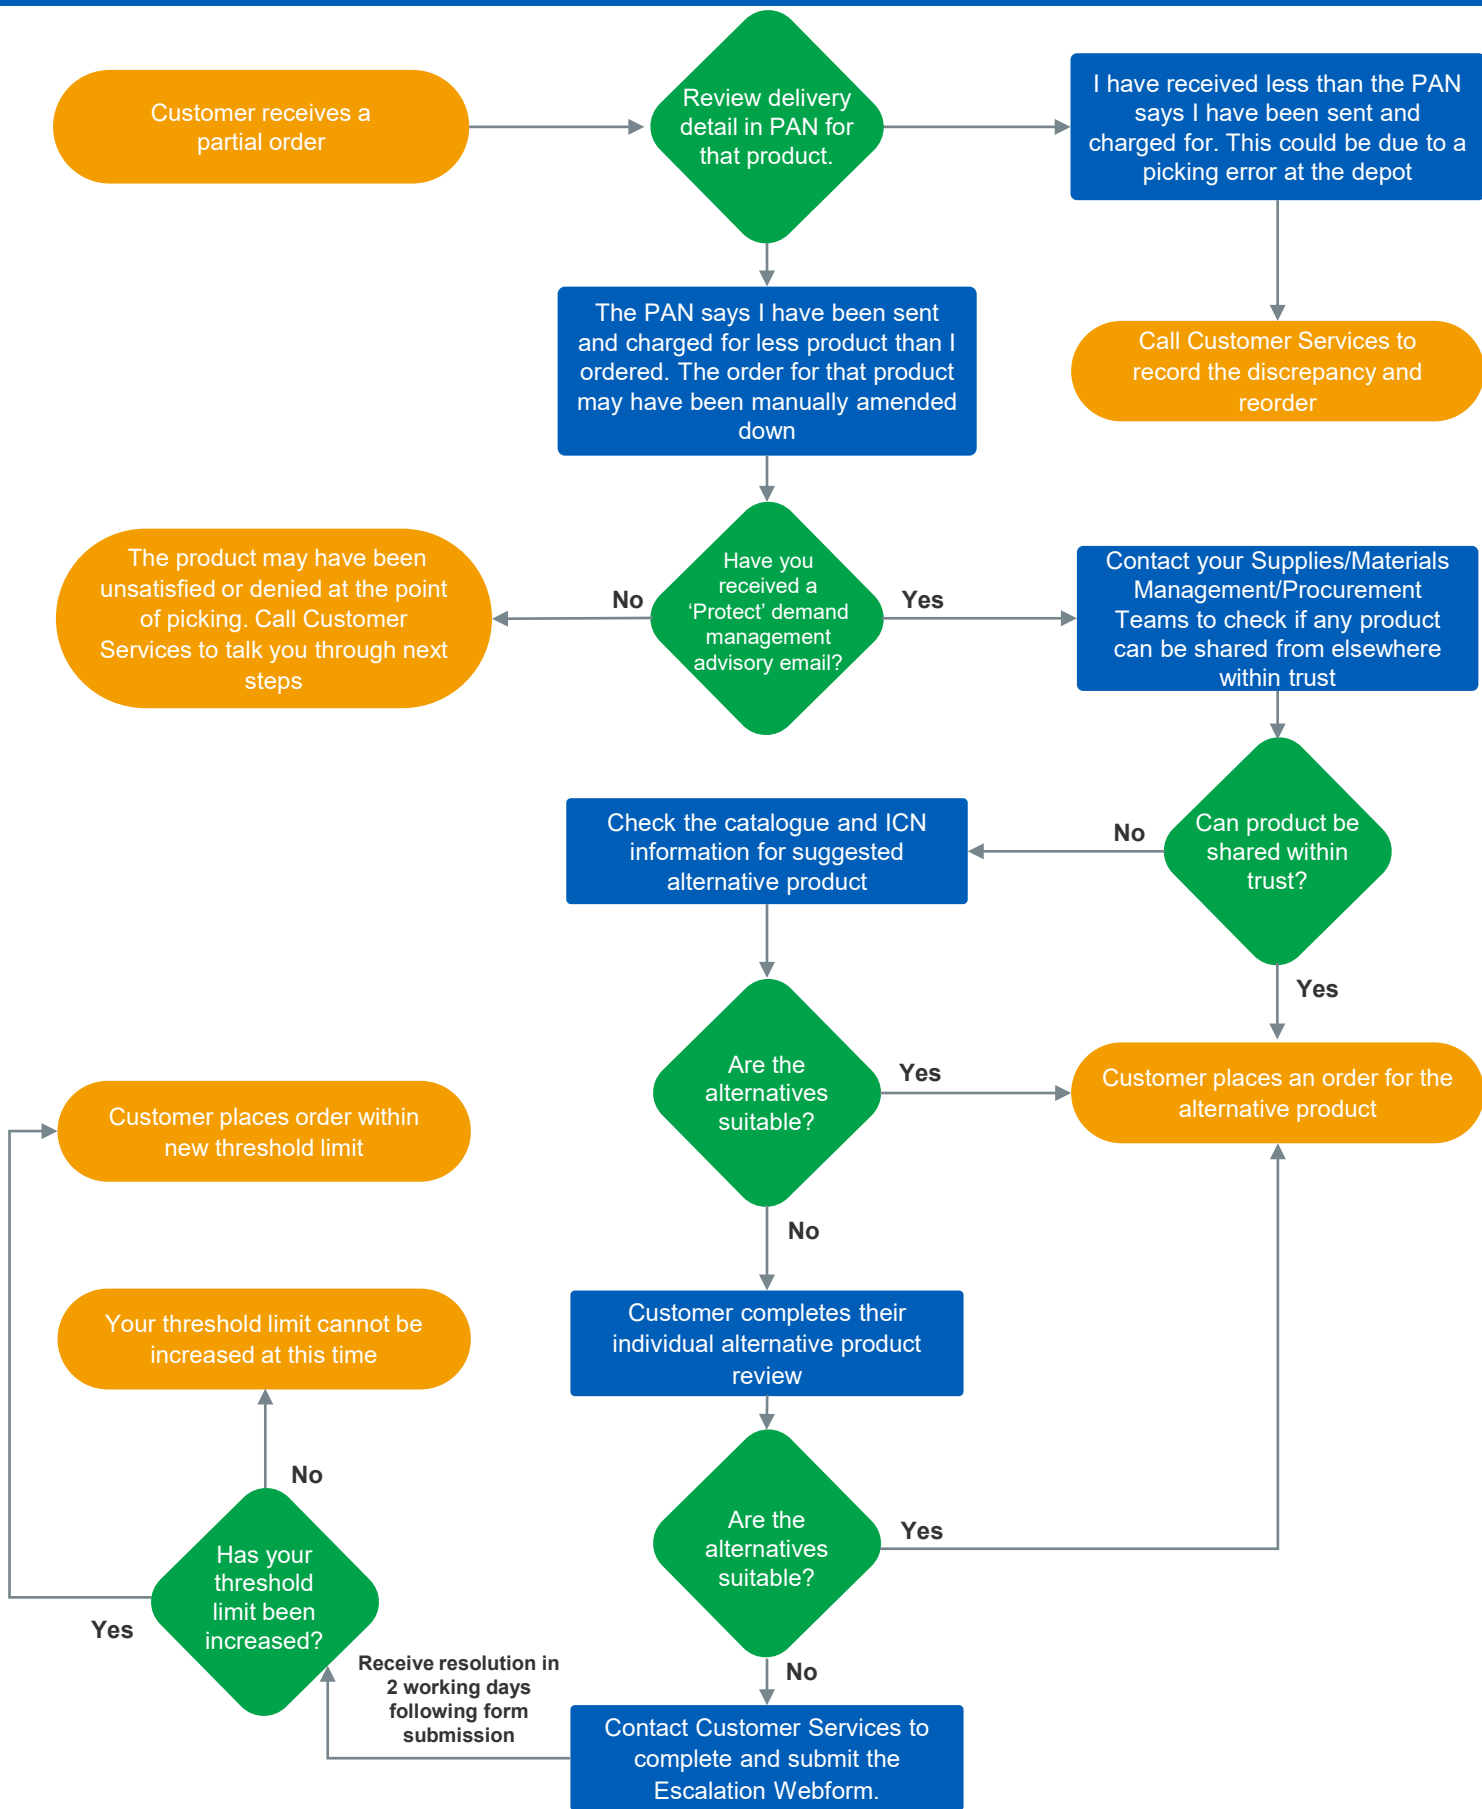 Customer receives a
partial order
Review delivery
detail in PAN for
that product.
I have received less than the PAN
says I have been sent and
charged for. This could be due to a
picking error at the depot
The PAN says I have been sent
and charged for less product than I
ordered. The order for that product
may have been manually amended
down
Call Customer Services to
record the discrepancy and
reorder
The product may have been
unsatisfied or denied at the point
of picking. Call Customer
Services to talk you through next
steps
No
Have you
received a
‘Protect’ demand
management
advisory email?
Yes
Contact your Supplies/Materials
Management/Procurement
Teams to check if any product
can be shared from elsewhere
within trust
Check the catalogue and ICN
information for suggested
alternative product
No
Can product be
shared within
trust?
Yes
Are the
alternatives
suitable?
Yes
Customer places an order for the
alternative product
Customer places order within
new threshold limit
No
Your threshold limit cannot be
increased at this time
Customer completes their
individual alternative product
review
No
Are the
alternatives
suitable?
Yes
Has your
threshold
limit been
increased?
Yes
Receive resolution in
2 working days
following form
submission
No
Contact Customer Services to
complete and submit the
Escalation Webform.